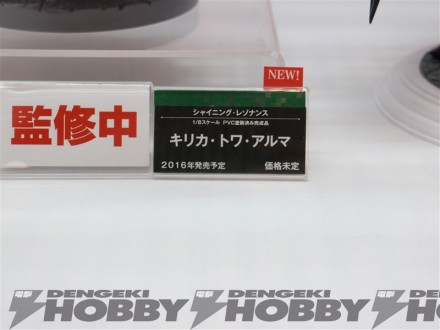 NEW!
監修中
シャイニング・レゾナンス
1/8スケール PVC塗装済み完成品
キリカ・トワ・アルマ
2016年発売予定 価格未定
DENGEKI HOBBY DENGEKI HOBBY DENGEKI HOBBY